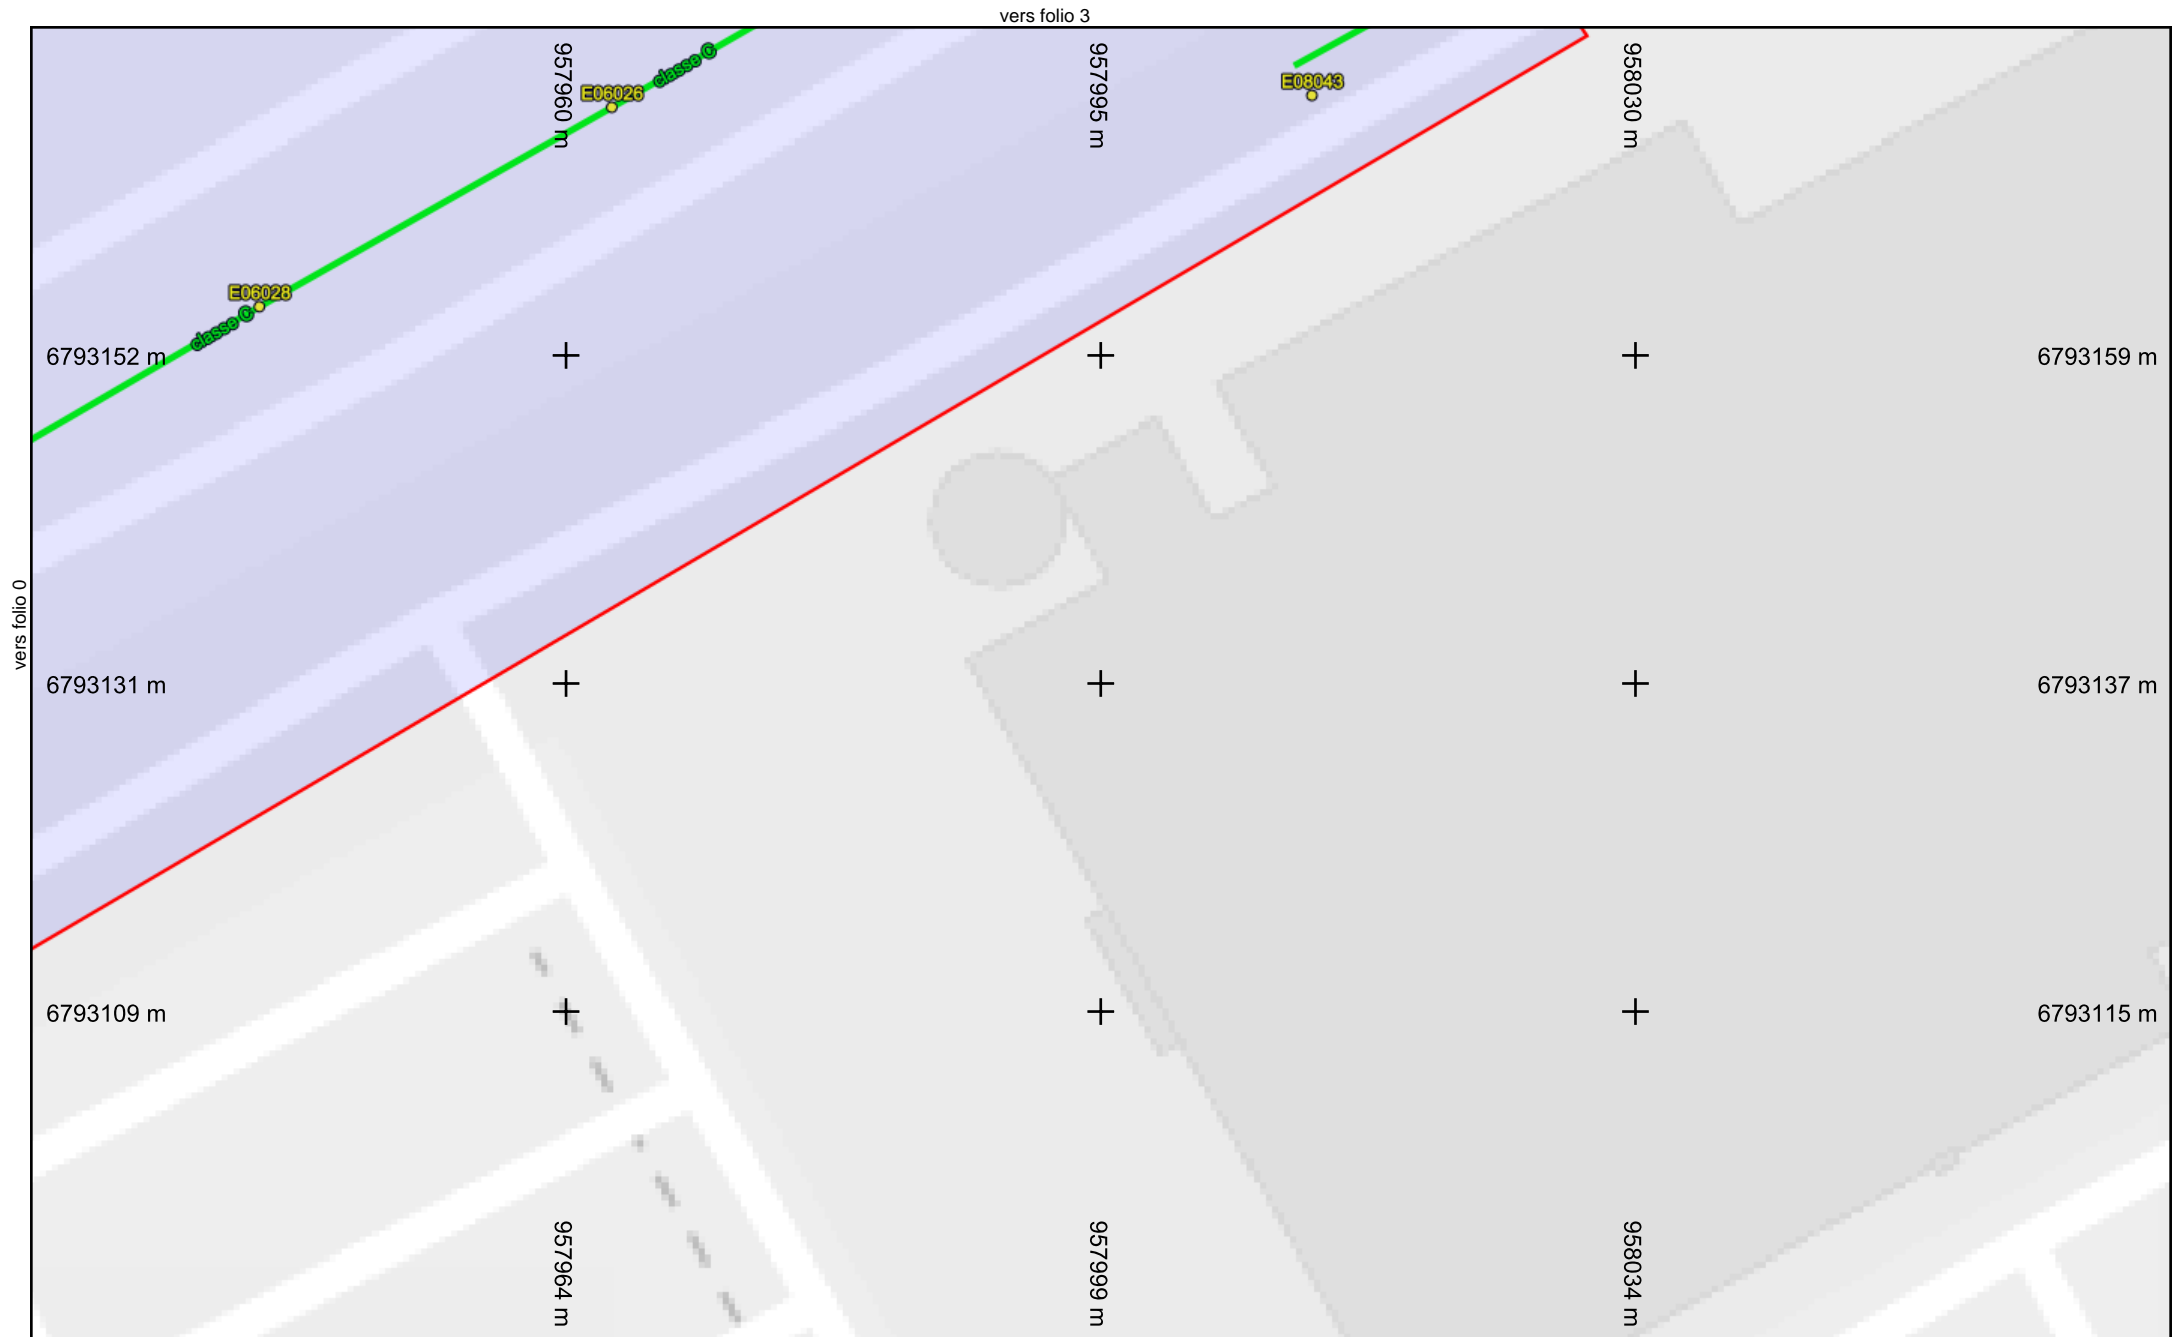 vers folio 3
957960 m
957995 m
958030 m
classe C
E06026
E08043
E06028
classe C
6793152 m
6793159 m
vers folio 0
6793131 m
6793137 m
6793109 m
6793115 m
957964 m
957999 m
958034 m